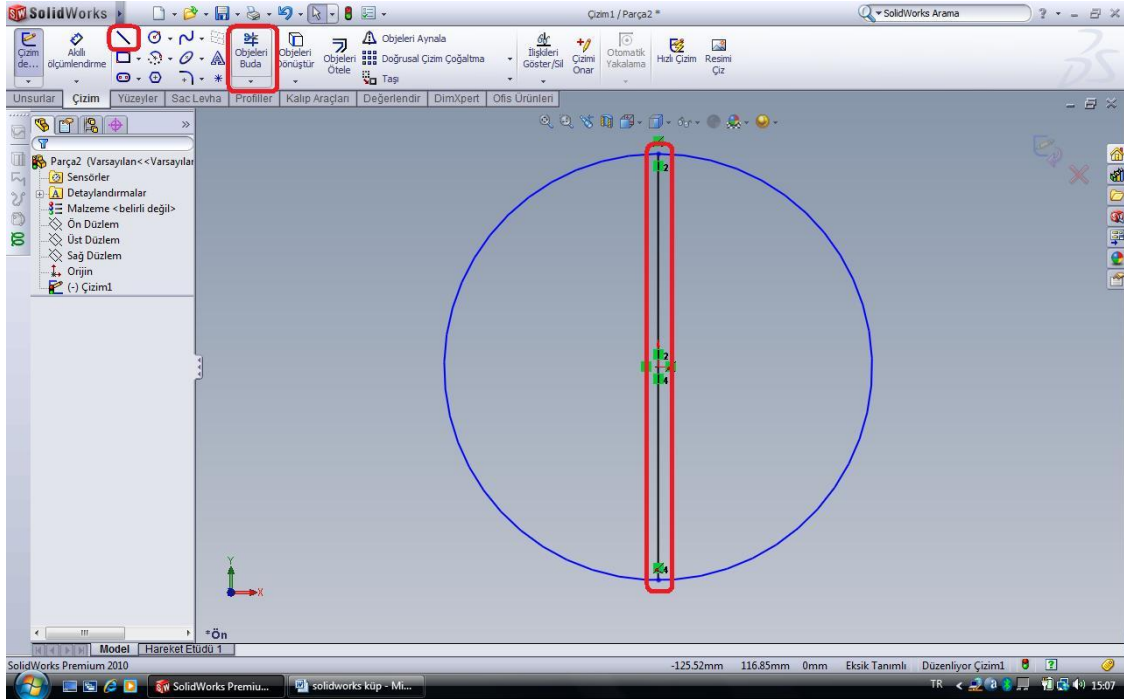 SolidWorks
Çizim1 / Parça2 *
SolidWorks Arama
Çizim de...
Akıllı ölçümlendirme
Objeleri Buda
Objeleri Dönüştür
Objeleri Ötele
Objeleri Aynala
Doğrusal Çizim Çoğaltma
Taşı
İlişkileri Göster/Sil
Çizimi Onar
Otomatik Yakalama
Hızlı Çizim
Resimi Çiz
Unsurlar Çizim Yüzeyler Sac Levha Profiller Kalıp Araçları Değerlendir DimXpert Ofis Ürünleri
Parça2 (Varsayılan<<Varsayılar
Sensörler
Detaylandırmalar
Malzeme <belirli değil>
Ön Düzlem
Üst Düzlem
Sağ Düzlem
Orijin
(-) Çizim1
2
2
4
4
Y
X
*Ön
Model Hareket Etüdü 1
SolidWorks Premium 2010
-125.52mm 116.85mm 0mm Eksik Tanımlı Düzenliyor Çizim1
SolidWorks Premiu...
solidworks küp - Mi...
TR
15:07